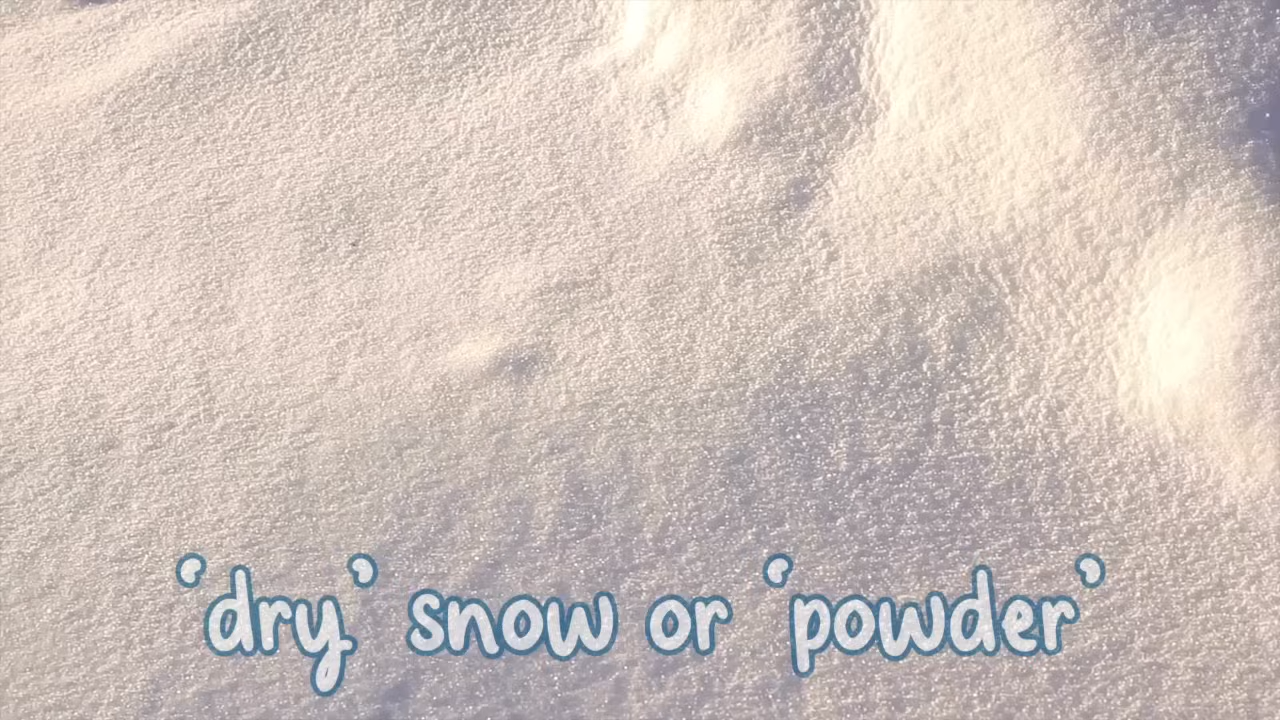 ‘dry’ snow or ‘powder’